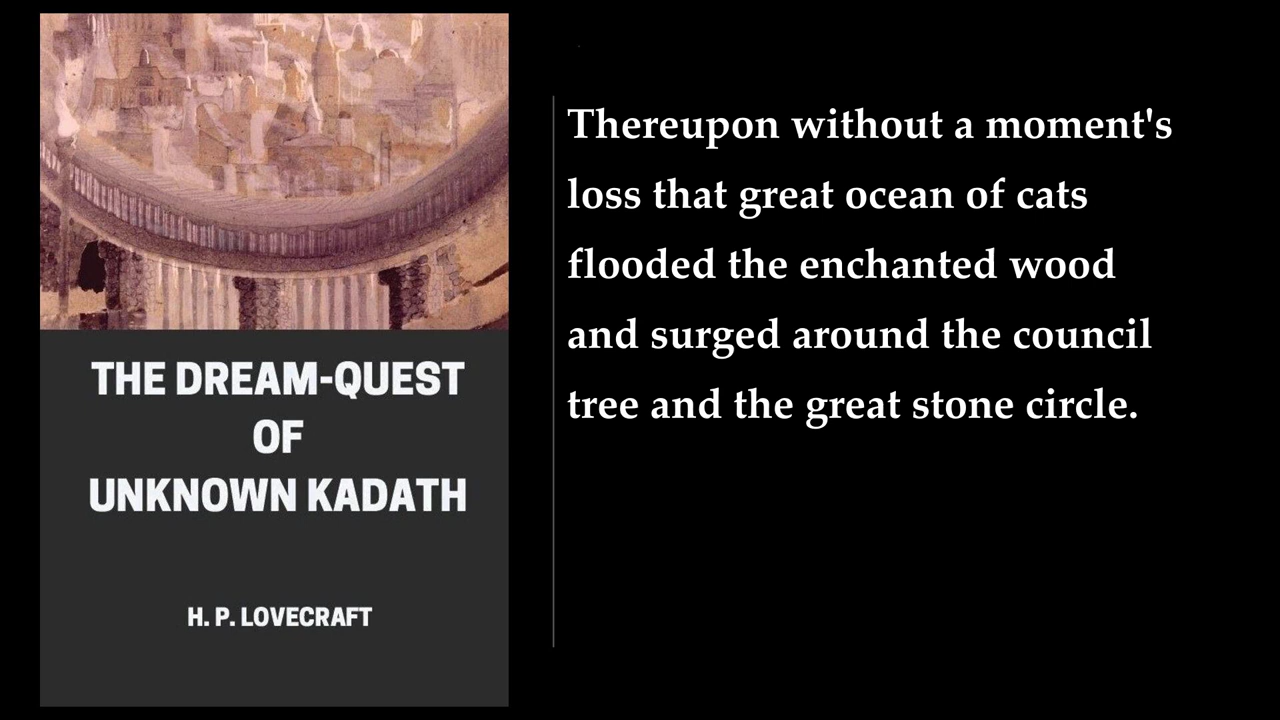 THE DREAM-QUEST
OF
UNKNOWN KADATH
H. P. LOVECRAFT
Thereupon without a moment's
loss that great ocean of cats
flooded the enchanted wood
and surged around the council
tree and the great stone circle.